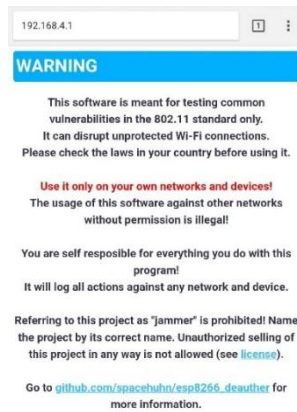 192.168.4.1
1
WARNING
This software is meant for testing common
vulnerabilities in the 802.11 standard only.
It can disrupt unprotected Wi-Fi connections.
Please check the laws in your country before using it.
Use it only on your own networks and devices!
The usage of this software against other networks
without permission is illegal!
You are self resposible for everything you do with this
program!
It will log all actions against any network and device.
Referring to this project as "jammer" is prohibited! Name
the project by its correct name. Unauthorized selling of
this project in any way is not allowed (see license).
Go to github.com/spacehuhn/esp8266_deauther for
more information.